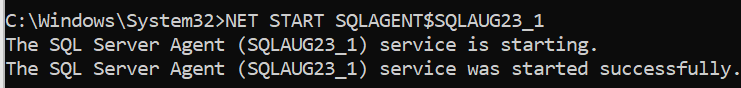 C:\Windows\System32>NET START SQLAGENT$SQLAUG23_1
The SQL Server Agent (SQLAUG23_1) service is starting.
The SQL Server Agent (SQLAUG23_1) service was started successfully.